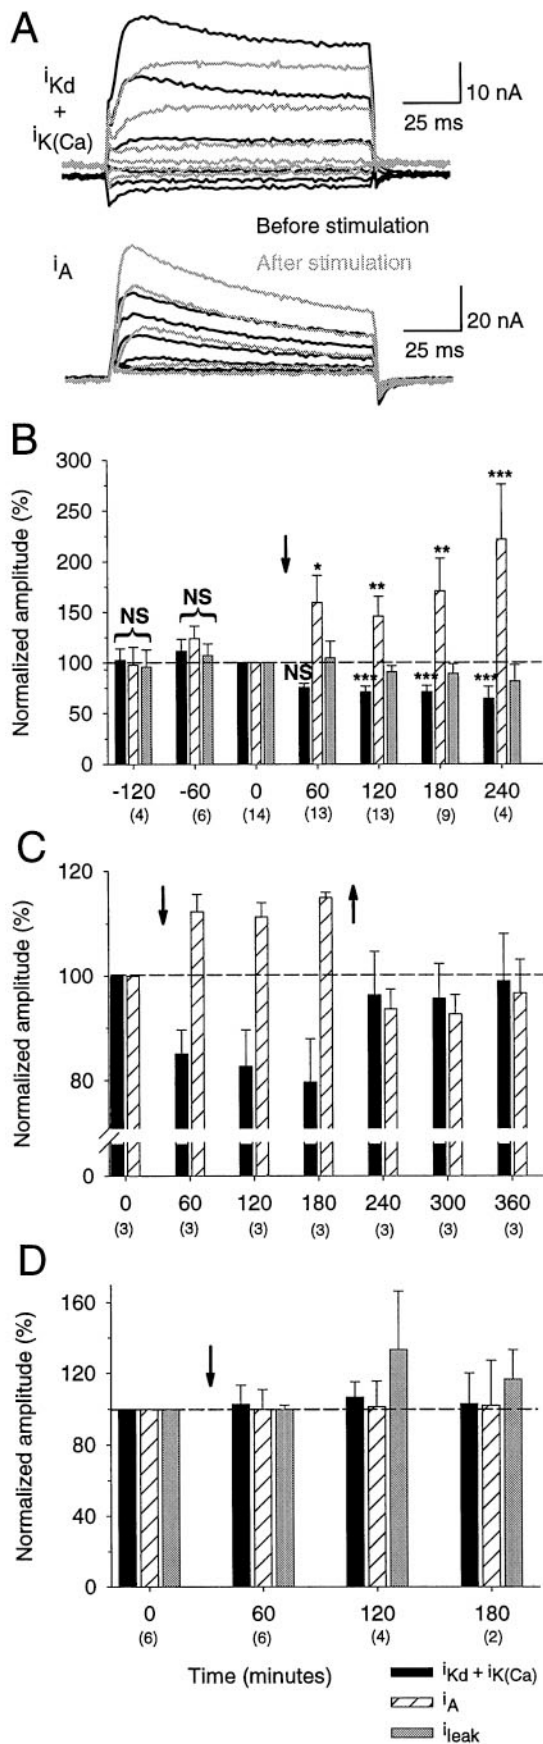 A
iKd
+
iK(Ca)
10 nA
25 ms
Before stimulation
After stimulation
iA
20 nA
25 ms
B
Normalized amplitude (%)
300
250
200
150
100
50
0
NS
NS
NS
*
**
***
**
***
***
***
-120 -60 0 60 120 180 240
(4) (6) (14) (13) (13) (9) (4)
C
Normalized amplitude (%)
120
100
80
0
0 60 120 180 240 300 360
(3) (3) (3) (3) (3) (3) (3)
D
Normalized amplitude (%)
160
120
80
40
0
0 60 120 180
(6) (6) (4) (2)
Time (minutes)
iKd + iK(Ca)
iA
ileak